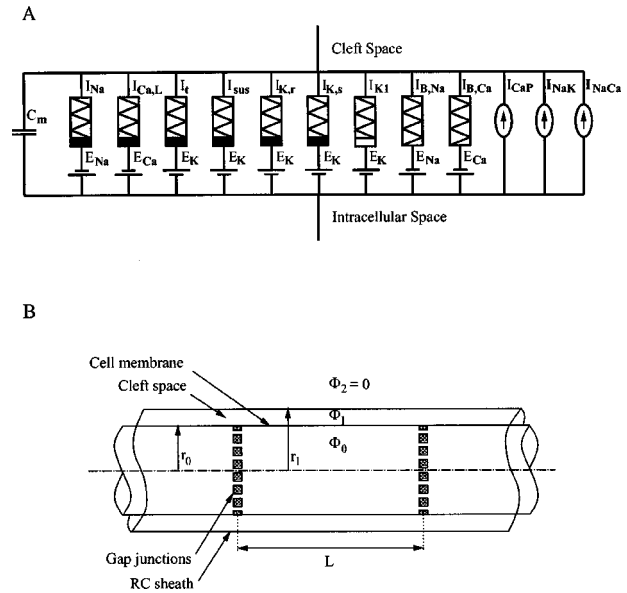 A
Cleft Space
I_Na I_Ca,L I_t I_sus I_K,r I_K,s I_K1 I_B,Na I_B,Ca I_CaP I_NaK I_NaCa
C_m
E_Na E_Ca E_K E_K E_K E_K E_K E_Na E_Ca
Intracellular Space
B
Cell membrane
Cleft space
Φ_2 = 0
Φ_1
Φ_0
r_0
r_1
Gap junctions
L
RC sheath